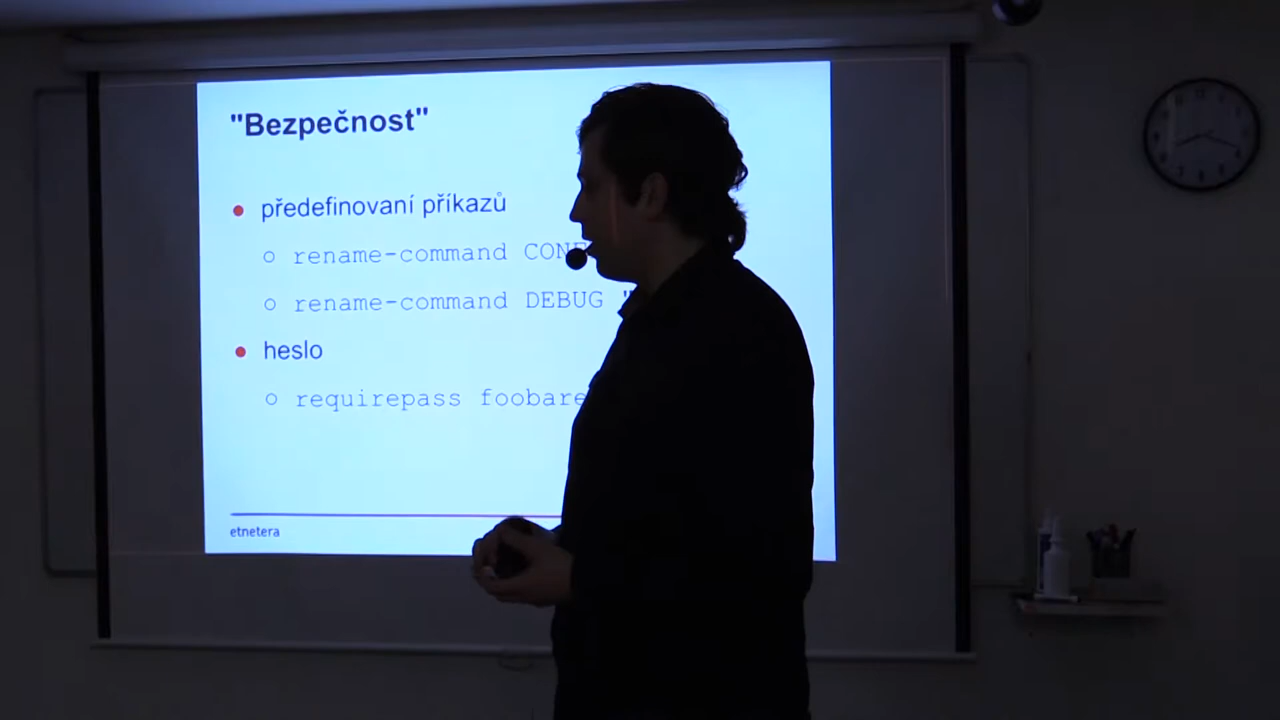 "Bezpečnost"
předefinovaní příkazů
rename-command
rename-command DEBUG "
heslo
requirepass
etnetera